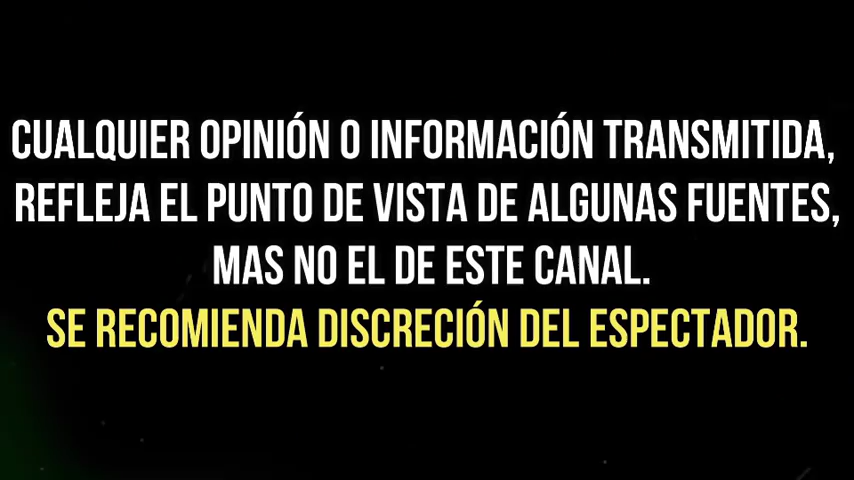 CUALQUIER OPINIÓN O INFORMACIÓN TRANSMITIDA,
REFLEJA EL PUNTO DE VISTA DE ALGUNAS FUENTES,
MAS NO EL DE ESTE CANAL.
SE RECOMIENDA DISCRECIÓN DEL ESPECTADOR.